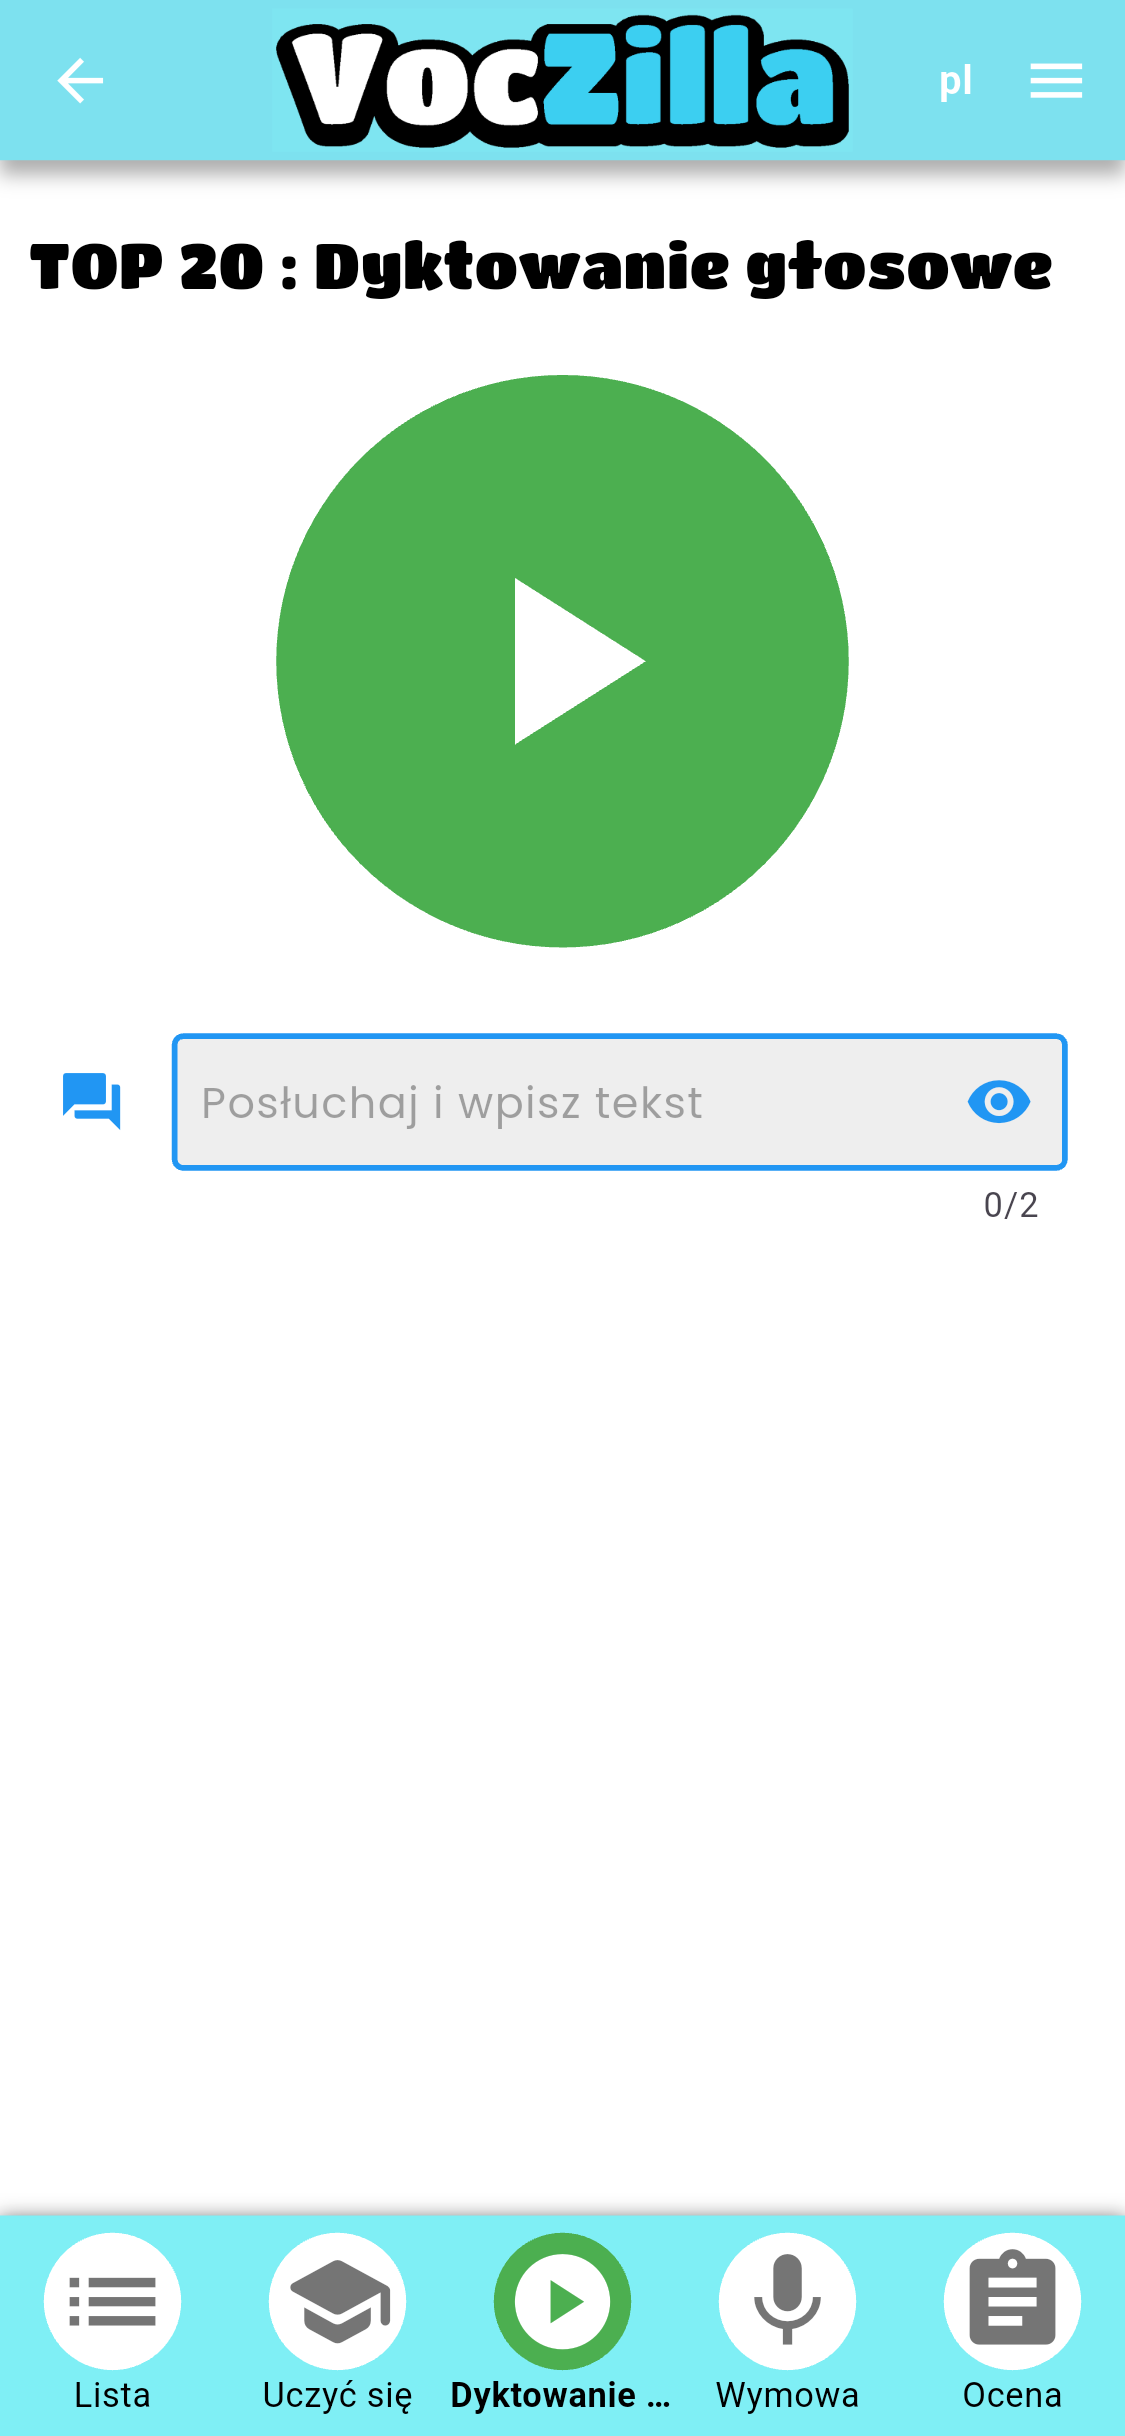 VocZilla
pl
TOP 20 : Dyktowanie głosowe
Posłuchaj i wpisz tekst
0/2
Lista
Uczyć się
Dyktowanie ...
Wymowa
Ocena